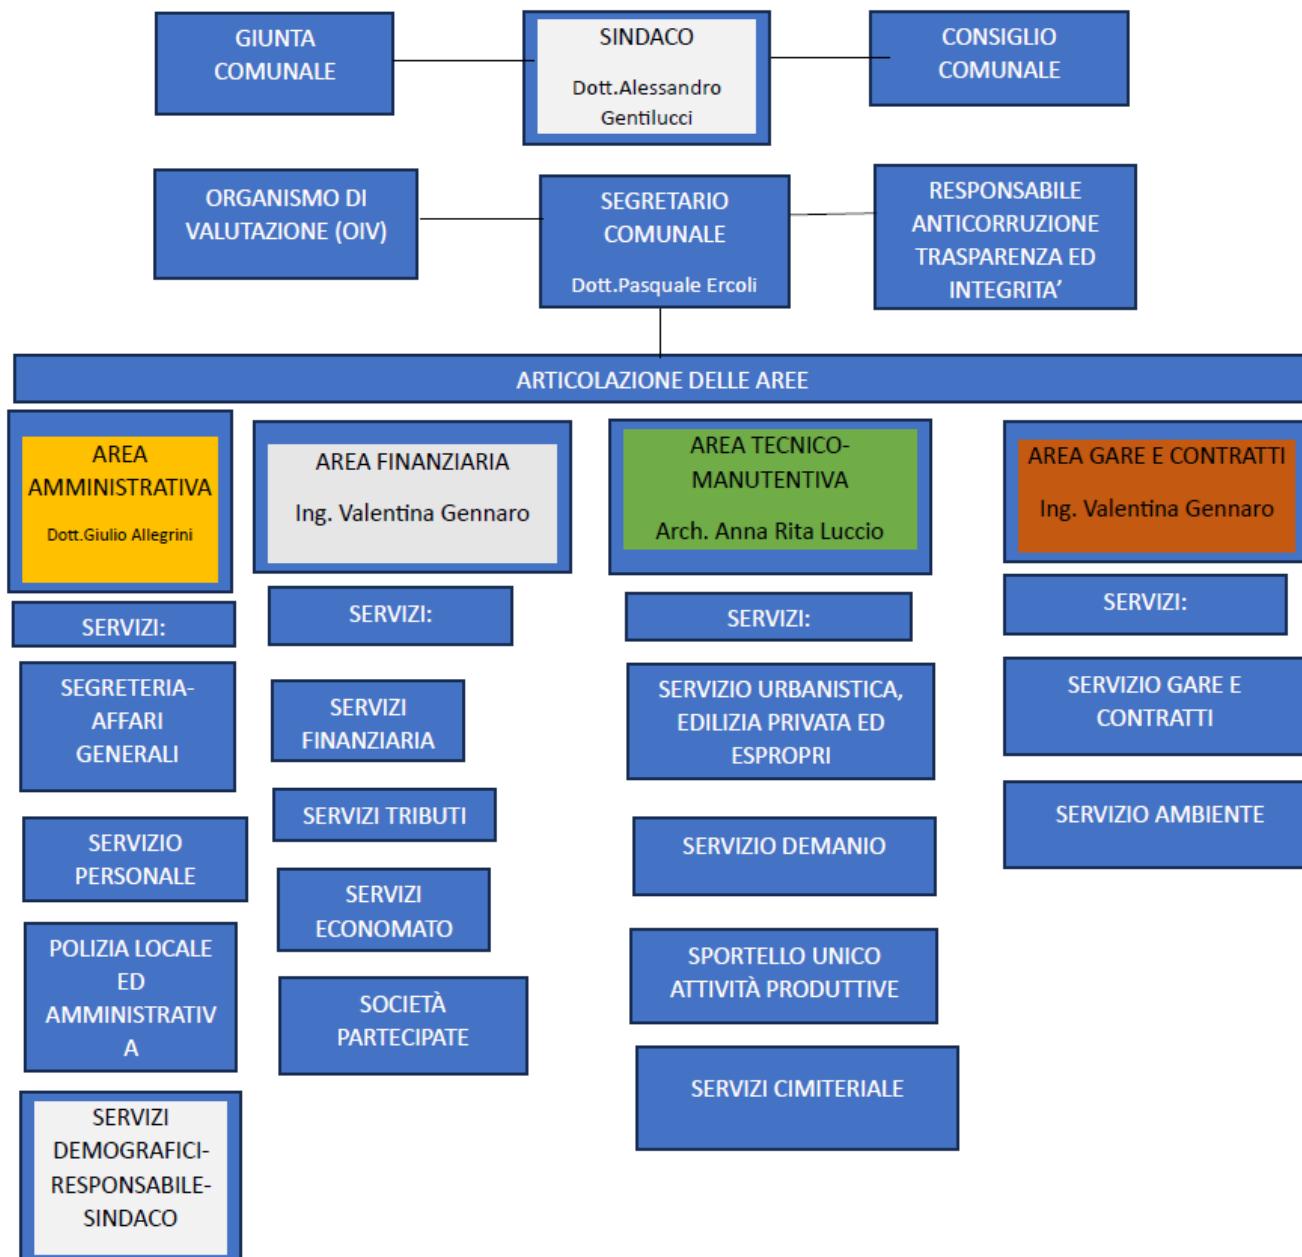 GIUNTA
COMUNALE
SINDACO
Dott.Alessandro
Gentilucci
CONSIGLIO
COMUNALE
ORGANISMO DI
VALUTAZIONE (OIV)
SEGRETARIO
COMUNALE
Dott.Pasquale Ercoli
RESPONSABILE
ANTICORRUZIONE
TRASPARENZA ED
INTEGRITA’
ARTICOLAZIONE DELLE AREE
AREA
AMMINISTRATIVA
Dott.Giulio Allegrini
SERVIZI:
SEGRETERIA-
AFFARI
GENERALI
SERVIZIO
PERSONALE
POLIZIA LOCALE
ED
AMMINISTRATIV
A
SERVIZI
DEMOGRAFICI-
RESPONSABILE-
SINDACO
AREA FINANZIARIA
Ing. Valentina Gennaro
SERVIZI:
SERVIZI
FINANZIARIA
SERVIZI TRIBUTI
SERVIZI
ECONOMATO
SOCIETÀ
PARTECIPATE
AREA TECNICO-
MANUTENTIVA
Arch. Anna Rita Luccio
SERVIZI:
SERVIZIO URBANISTICA,
EDILIZIA PRIVATA ED
ESPROPRI
SERVIZIO DEMANIO
SPORTELLO UNICO
ATTIVITÀ PRODUTTIVE
SERVIZI CIMITERIALE
AREA GARE E CONTRATTI
Ing. Valentina Gennaro
SERVIZI:
SERVIZIO GARE E
CONTRATTI
SERVIZIO AMBIENTE